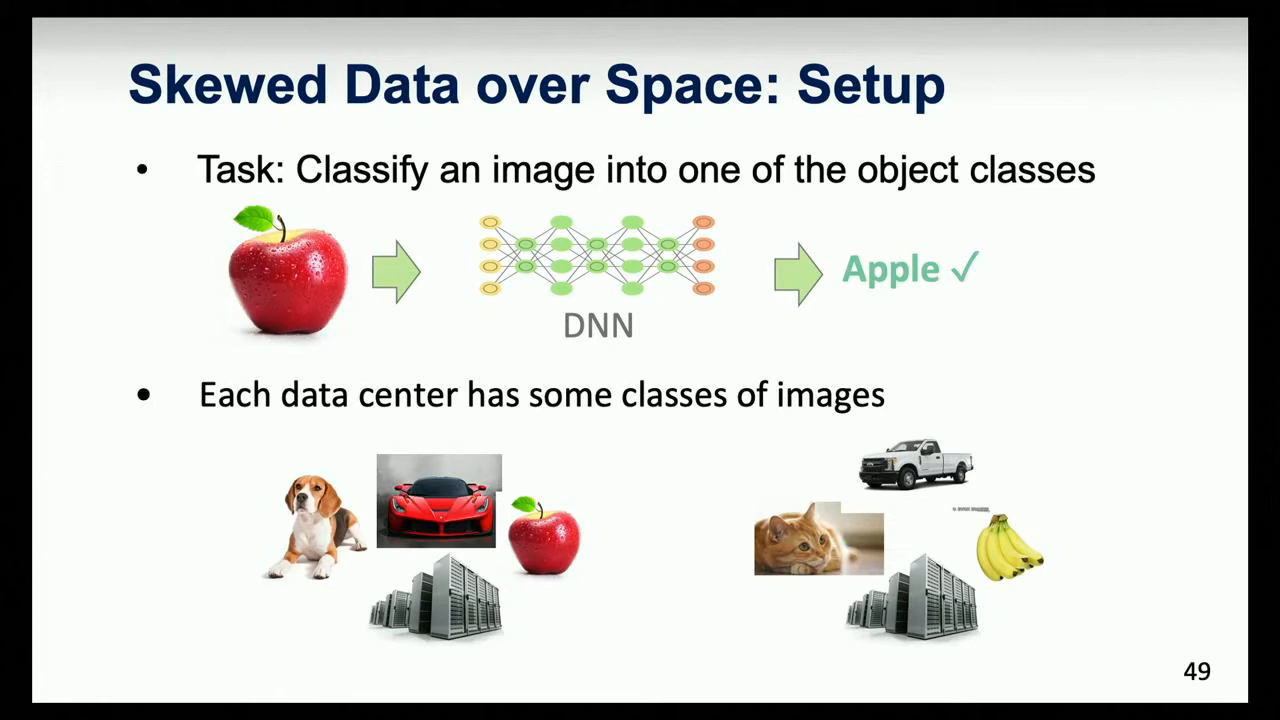 Skewed Data over Space: Setup
• Task: Classify an image into one of the object classes
Apple ✓
DNN
• Each data center has some classes of images
49